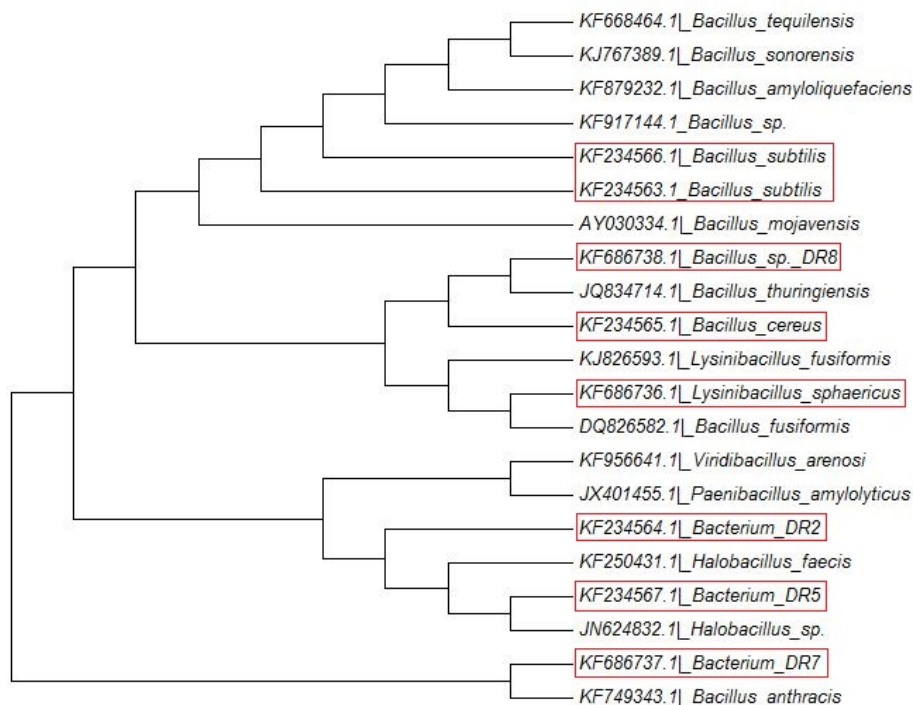 KF668464.1|_Bacillus_tequilensis
KJ767389.1|_Bacillus_sonorensis
KF879232.1|_Bacillus_amyloliquefaciens
KF917144.1_Bacillus_sp.
KF234566.1|_Bacillus_subtilis
KF234563.1_Bacillus_subtilis
AY030334.1|_Bacillus_mojavensis
KF686738.1|_Bacillus_sp._DR8
JQ834714.1|_Bacillus_thuringiensis
KF234565.1|_Bacillus_cereus
KJ826593.1|_Lysinibacillus_fusiformis
KF686736.1|_Lysinibacillus_sphaericus
DQ826582.1|_Bacillus_fusiformis
KF956641.1|_Viridibacillus_arenosi
JX401455.1|_Paenibacillus_amylolyticus
KF234564.1|_Bacterium_DR2
KF250431.1|_Halobacillus_faecis
KF234567.1|_Bacterium_DR5
JN624832.1|_Halobacillus_sp.
KF686737.1|_Bacterium_DR7
KF749343.1|_Bacillus_anthracis